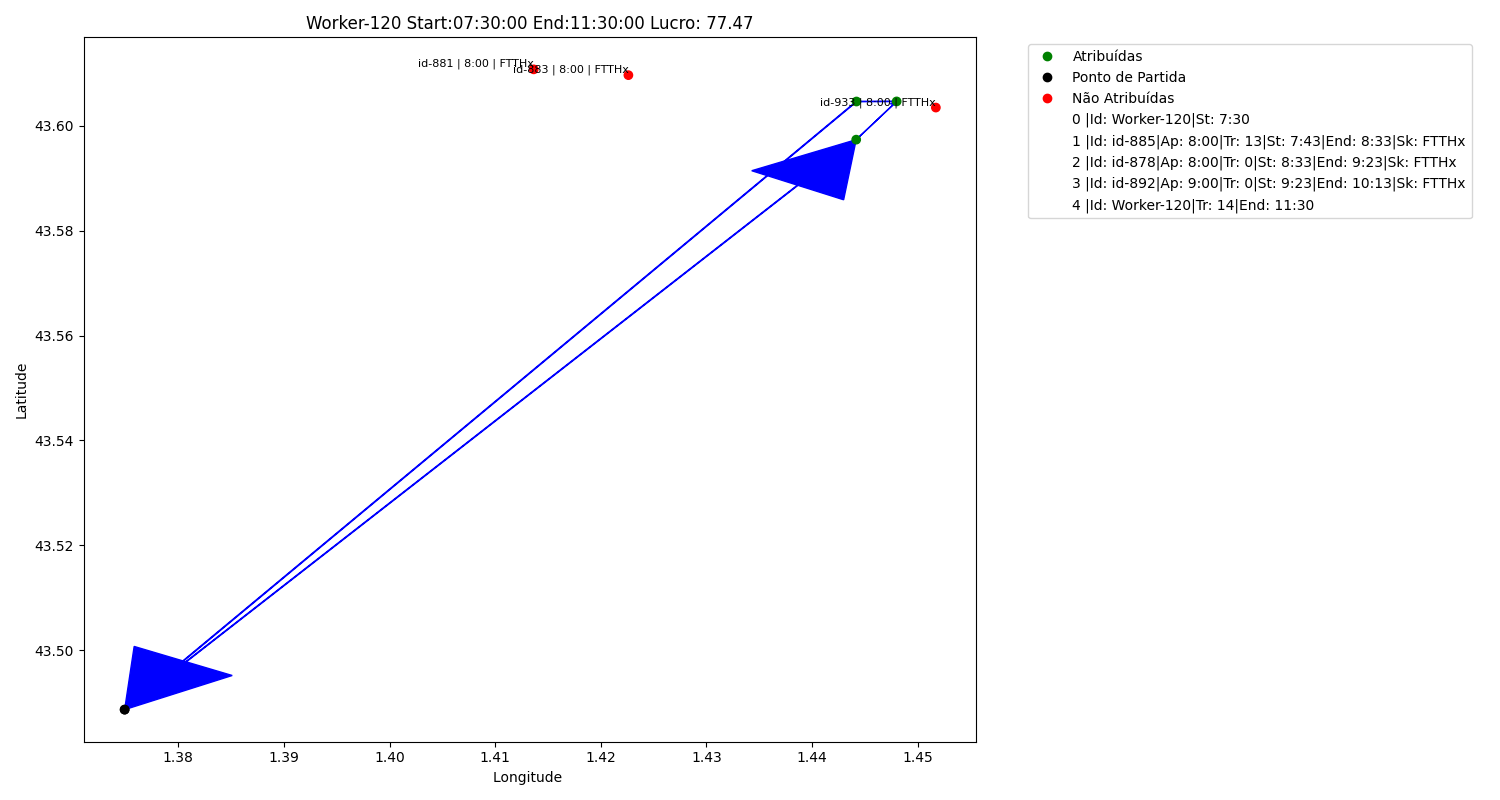 Worker-120 Start:07:30:00 End:11:30:00 Lucro: 77.47
id-881 | 8:00 | FTTHx
id-883 | 8:00 | FTTHx
id-933 | 8:00 | FTTHx
Latitude
43.60
43.58
43.56
43.54
43.52
43.50
1.38 1.39 1.40 1.41 1.42 1.43 1.44 1.45
Longitude
Atribuídas
Ponto de Partida
Não Atribuídas
0 |Id: Worker-120|St: 7:30
1 |Id: id-885|Ap: 8:00|Tr: 13|St: 7:43|End: 8:33|Sk: FTTHx
2 |Id: id-878|Ap: 8:00|Tr: 0|St: 8:33|End: 9:23|Sk: FTTHx
3 |Id: id-892|Ap: 9:00|Tr: 0|St: 9:23|End: 10:13|Sk: FTTHx
4 |Id: Worker-120|Tr: 14|End: 11:30